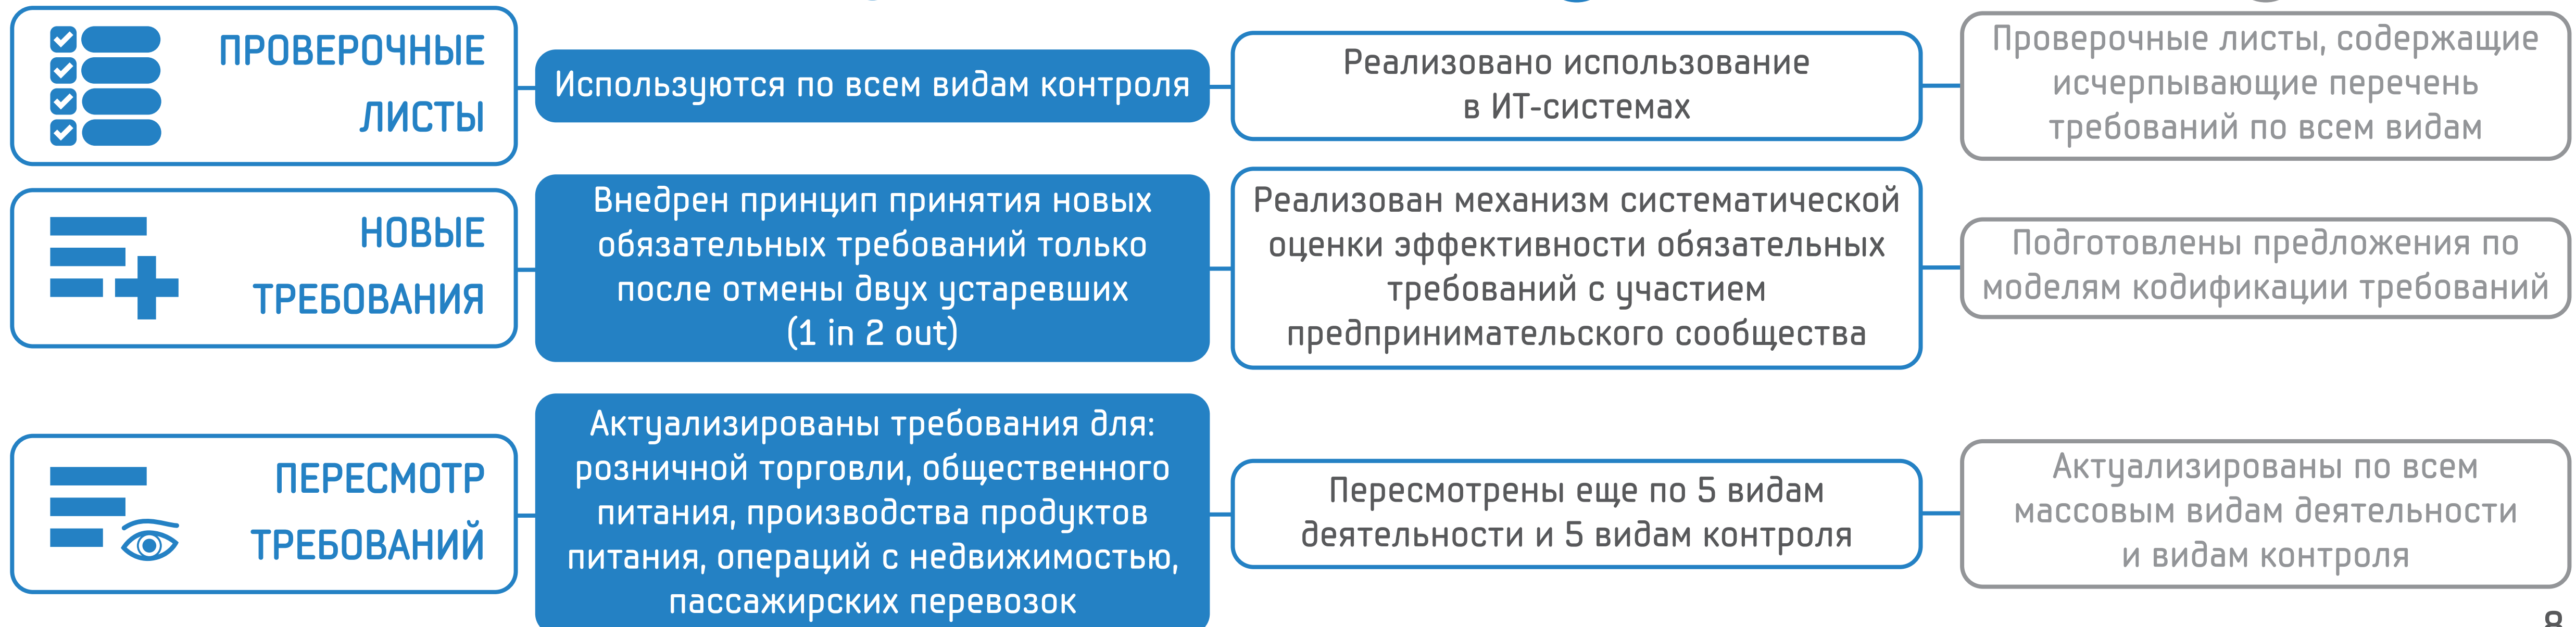 ПРОВЕРОЧНЫЕ
ЛИСТЫ
Используются по всем видам контроля
Реализовано использование
в ИТ-системах
Проверочные листы, содержащие
исчерпывающие перечень
требований по всем видам
НОВЫЕ
ТРЕБОВАНИЯ
Внедрен принцип принятия новых
обязательных требований только
после отмены двух устаревших
(1 in 2 out)
Реализован механизм систематической
оценки эффективности обязательных
требований с участием
предпринимательского сообщества
Подготовлены предложения по
моделям кодификации требований
ПЕРЕСМОТР
ТРЕБОВАНИЙ
Актуализированы требования для:
розничной торговли, общественного
питания, производства продуктов
питания, операций с недвижимостью,
пассажирских перевозок
Пересмотрены еще по 5 видам
деятельности и 5 видам контроля
Актуализированы по всем
массовым видам деятельности
и видам контроля
8